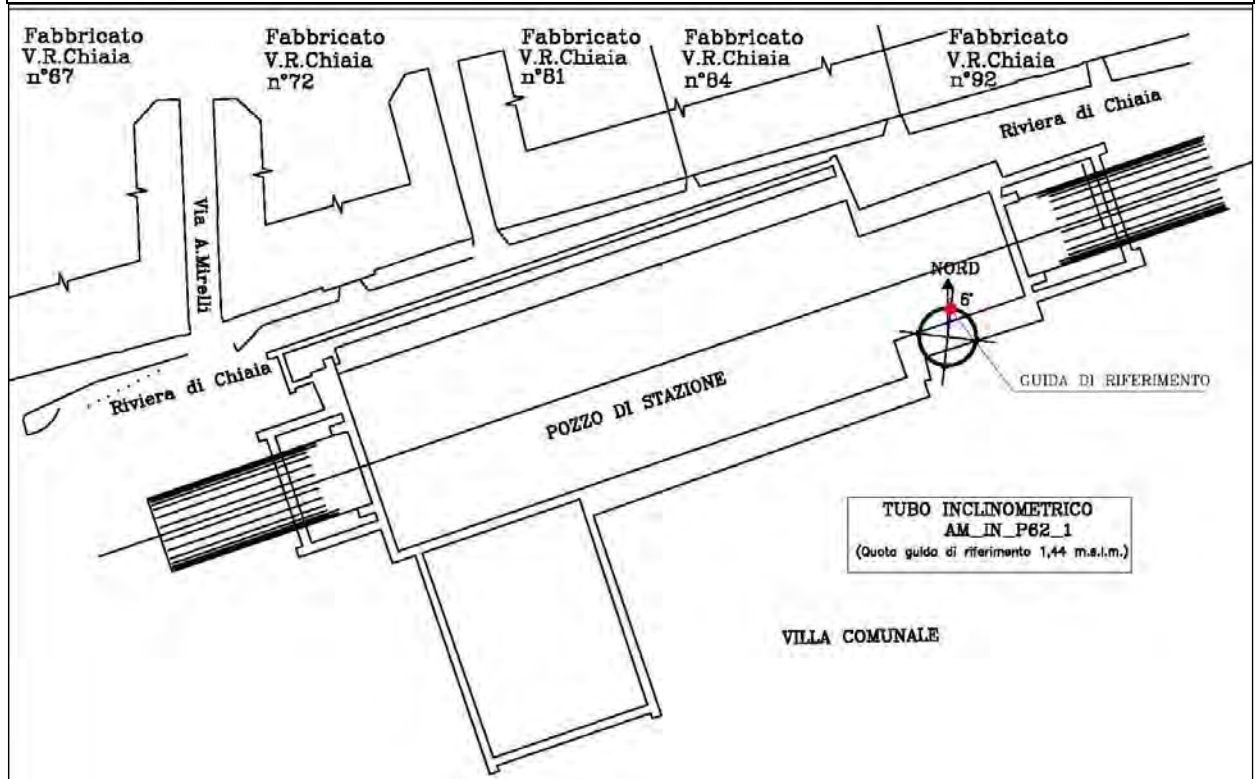 Fabbricato
V.R.Chiaia
n°67
Fabbricato
V.R.Chiaia
n°72
Fabbricato
V.R.Chiaia
n°81
Fabbricato
V.R.Chiaia
n°84
Fabbricato
V.R.Chiaia
n°92
Riviera di Chiaia
Via A.Mirelli
NORD
6°
GUIDA DI RIFERIMENTO
Riviera di Chiaia
POZZO DI STAZIONE
TUBO INCLINOMETRICO
AM_IN_P62_1
(Quota guida di riferimento 1,44 m.s.l.m.)
VILLA COMUNALE